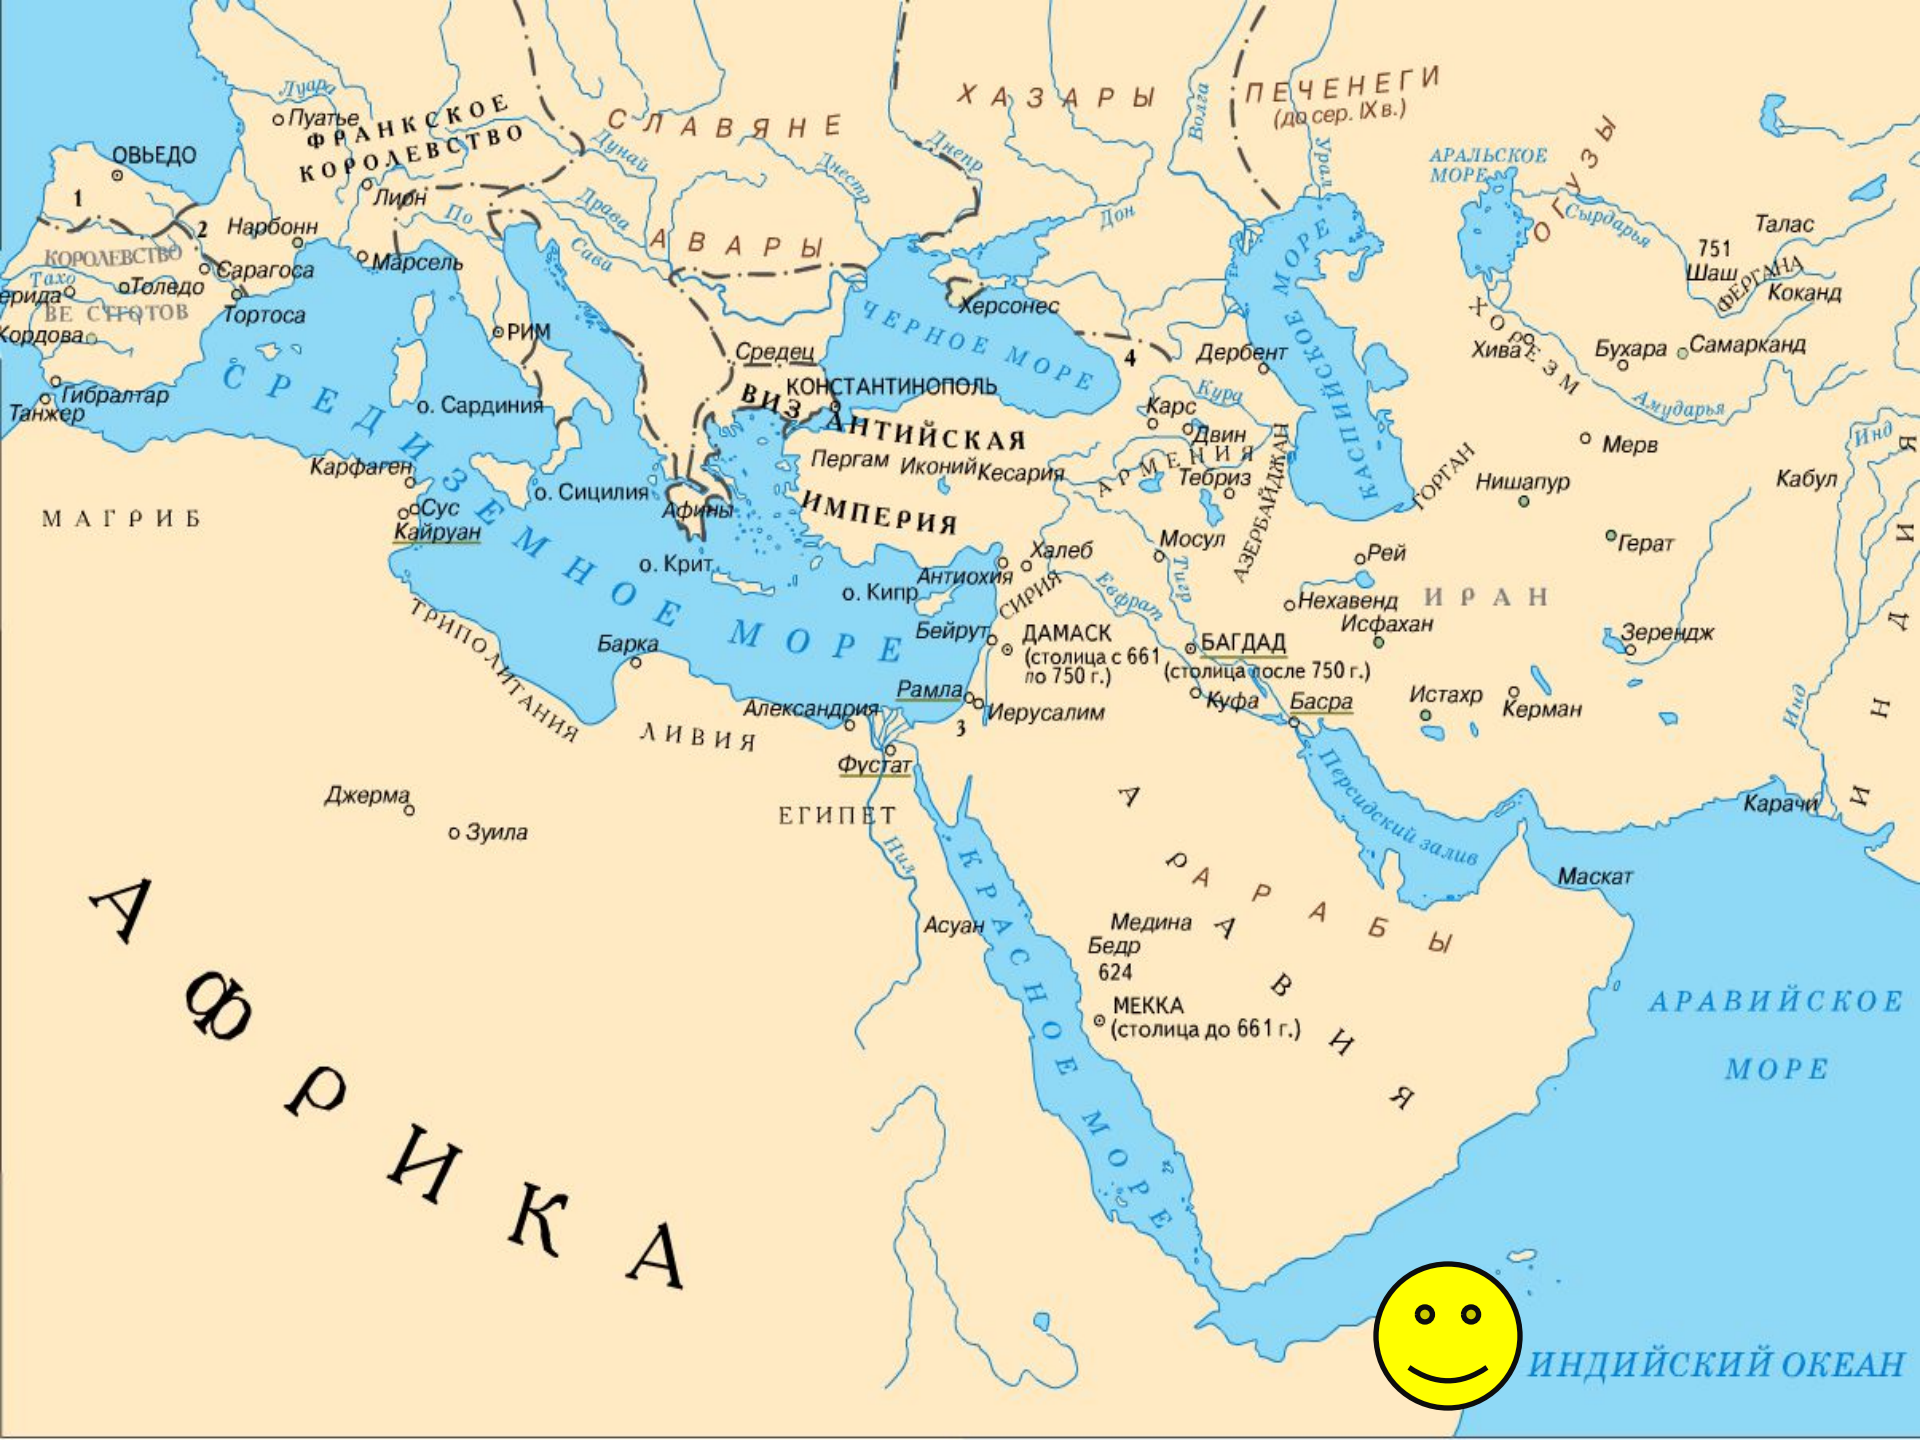 Луара
Пуатье
ФРАНКСКОЕ
КОРОЛЕВСТВО
СЛАВЯНЕ
ХАЗАРЫ
Волга
ПЕЧЕНЕГИ
(до сер. IX в.)
Урал
ОГУЗЫ
АРАЛЬСКОЕ
МОРЕ
Сырдарья
Талас
751
Шаш
ФЕРГАНА
Коканд
ОВЬЕДО
1
2
Нарбонн
Лион
По
Дунай
Драва
Сава
Днестр
Днепр
Дон
АВАРЫ
КОРОЛЕВСТВО
ВЕСТГОТОВ
Тахо
Толедо
ерида
Кордова
Сарагоса
Тортоса
Марсель
РИМ
Гибралтар
Танжер
СРЕДИЗЕМНОЕ МОРЕ
о. Сардиния
Средец
КОНСТАНТИНОПОЛЬ
ВИЗАНТИЙСКАЯ
ИМПЕРИЯ
Херсонес
ЧЕРНОЕ МОРЕ
4
Дербент
КАСПИЙСКОЕ МОРЕ
ХОРЕЗМ
Хива
Бухара
Самарканд
Амударья
Кура
Карс
Двин
АРМЕНИЯ
Тебриз
АЗЕРБАЙДЖАН
ГОРГАН
Мерв
Нишапур
Кабул
Инд
ИНДИЯ
Пергам
Иконий
Кесария
Карфаген
Сус
Кайруан
МАГРИБ
о. Сицилия
Афины
о. Крит
о. Кипр
Антиохия
Халеб
СИРИЯ
Мосул
Тигр
Евфрат
Рей
Герат
Нехавенд
ИРАН
Исфахан
Зерендж
ТРИПОЛИТАНИЯ
Барка
Бейрут
ДАМАСК
(столица с 661
по 750 г.)
БАГДАД
(столица после 750 г.)
Рамла
Иерусалим
3
Куфа
Басра
Истахр
Керман
Инд
Александрия
ЛИВИЯ
Фустат
Джерма
Зуила
ЕГИПЕТ
Нил
Персидский залив
Карачи
Маскат
Асуан
КРАСНОЕ МОРЕ
АРАВИЯ
АРАБЫ
Медина
Бедр
624
МЕККА
(столица до 661 г.)
АФРИКА
АРАВИЙСКОЕ
МОРЕ
ИНДИЙСКИЙ ОКЕАН